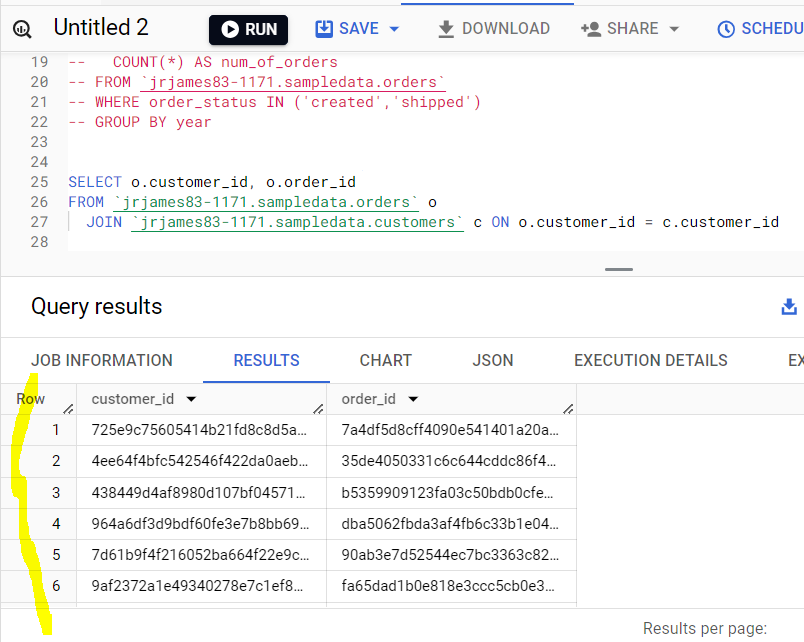 Untitled 2 RUN SAVE DOWNLOAD SHARE SCHEDU
19 -- COUNT(*) AS num_of_orders
20 -- FROM `jrjames83-1171.sampledata.orders`
21 -- WHERE order_status IN ('created','shipped')
22 -- GROUP BY year
23
24
25 SELECT o.customer_id, o.order_id
26 FROM `jrjames83-1171.sampledata.orders` o
27 JOIN `jrjames83-1171.sampledata.customers` c ON o.customer_id = c.customer_id
28
Query results
JOB INFORMATION RESULTS CHART JSON EXECUTION DETAILS EX
Row customer_id order_id
1 725e9c75605414b21fd8c8d5a... 7a4df5d8cff4090e541401a20a...
2 4ee64f4bfc542546f422da0aeb... 35de4050331c6c644cddc86f4...
3 438449d4af8980d107bf04571... b5359909123fa03c50bdb0cfe...
4 964a6df3d9bdf60fe3e7b8bb69... dba5062fbda3af4fb6c33b1e04...
5 7d61b9f4f216052ba664f22e9c... 90ab3e7d52544ec7bc3363c82...
6 9af2372a1e49340278e7c1ef8... fa65dad1b0e818e3ccc5cb0e3...
Results per page: